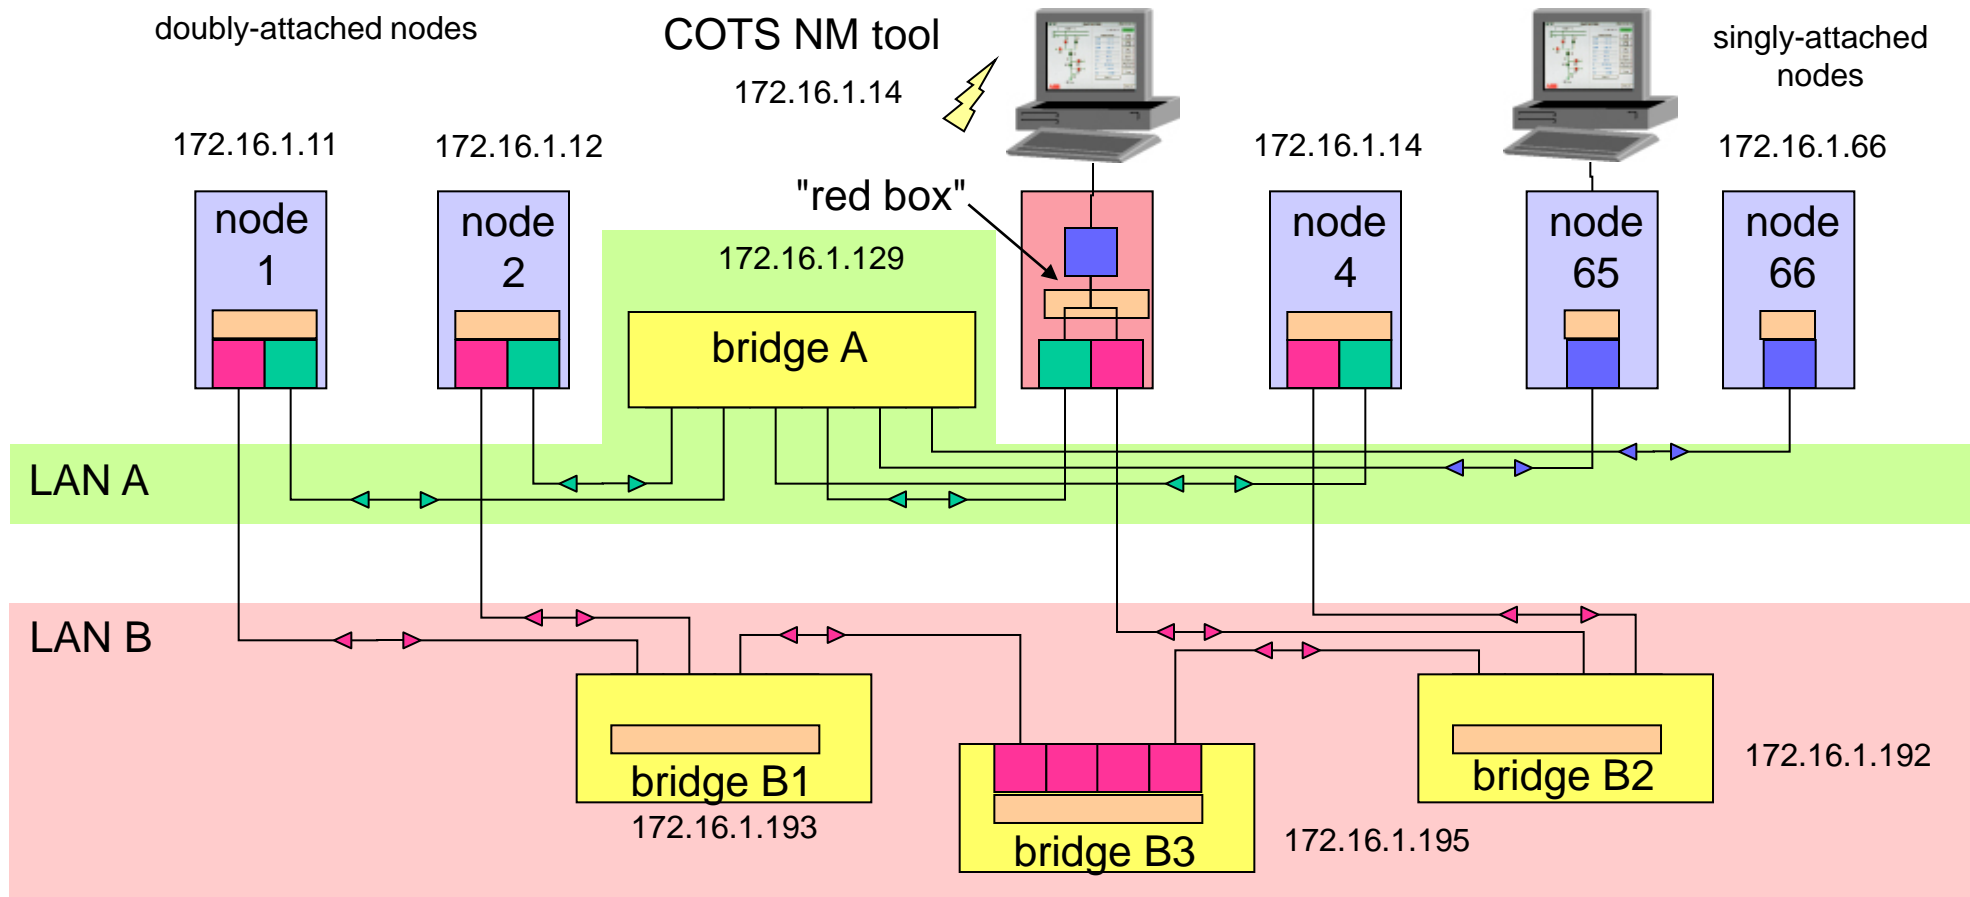 doubly-attached nodes
COTS NM tool
172.16.1.14
singly-attached
nodes
172.16.1.11
172.16.1.12
172.16.1.14
172.16.1.66
"red box"
node
1
node
2
172.16.1.129
node
4
node
65
node
66
bridge A
LAN A
LAN B
bridge B1
172.16.1.193
bridge B3
172.16.1.195
bridge B2
172.16.1.192